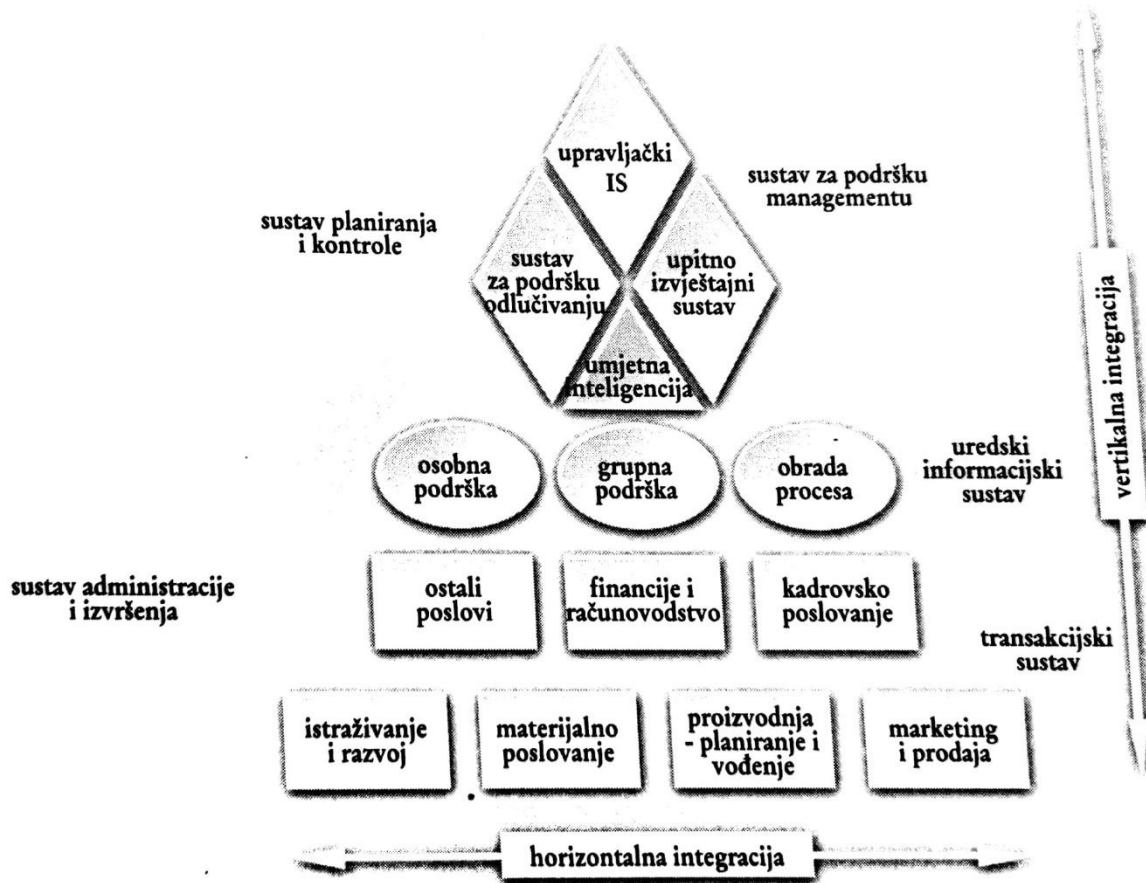 upravljački
IS
sustav za podršku
managementu
sustav planiranja
i kontrole
sustav
za podršku
odlučivanju
upitno
izvještajni
sustav
umjetna
inteligencija
osobna
podrška
grupna
podrška
obrada
procesa
uredski
informacijski
sustav
vertikalna integracija
sustav administracije
i izvršenja
ostali
poslovi
financije i
računovodstvo
kadrovsko
poslovanje
transakcijski
sustav
istraživanje
i razvoj
materijalno
poslovanje
proizvodnja
- planiranje i
vođenje
marketing
i prodaja
horizontalna integracija